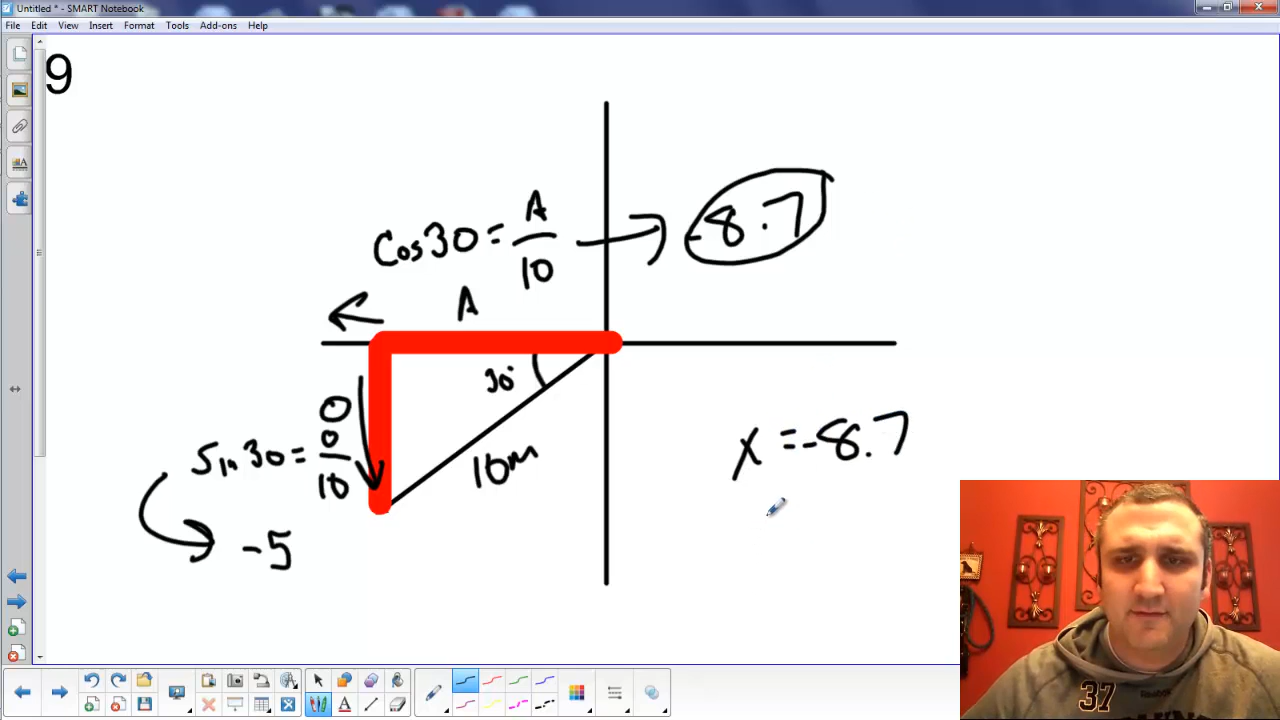 Untitled * - SMART Notebook
File Edit View Insert Format Tools Add-ons Help
9
Cos30 = A/10 → -8.7
A
30°
O
Sin30 = O/10
10m
-5
x = -8.7
37
Reebok